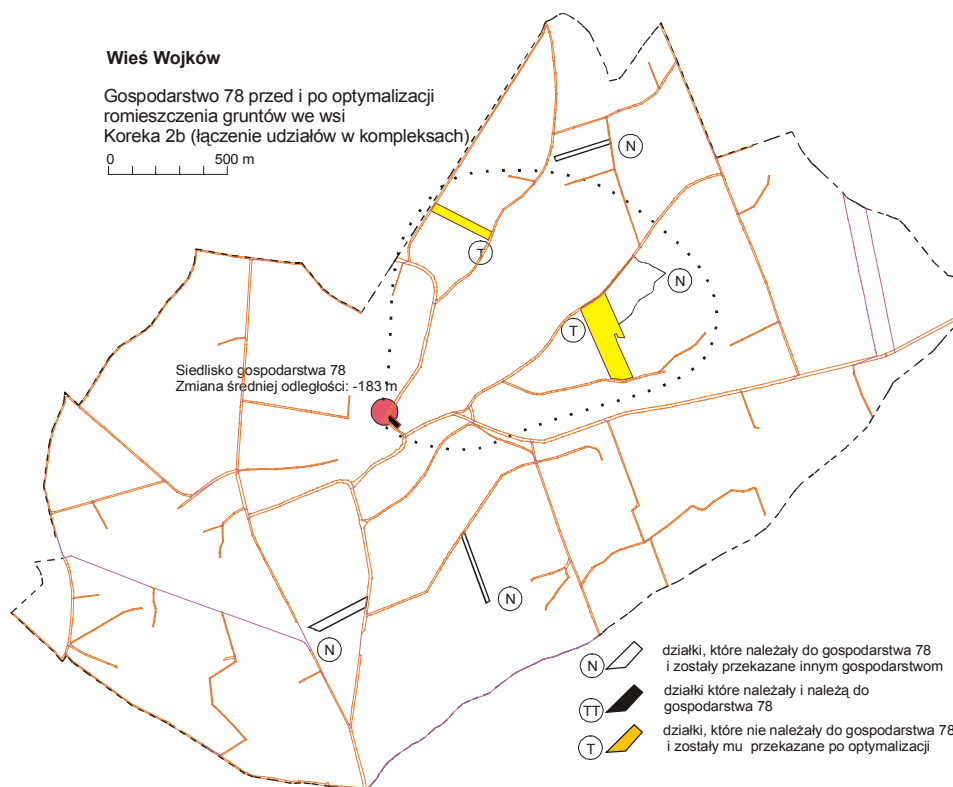 Wieś Wojków
Gospodarstwo 78 przed i po optymalizacji
romieszczenia gruntów we wsi
Koreka 2b (łączenie udziałów w kompleksach)
0 500 m
N
T
N
T
Siedlisko gospodarstwa 78
Zmiana średniej odległości: -183 m
N
N
N działki, które należały do gospodarstwa 78
i zostały przekazane innym gospodarstwom
TT działki które należały i należą do
gospodarstwa 78
T działki, które nie należały do gospodarstwa 78
i zostały mu przekazane po optymalizacji